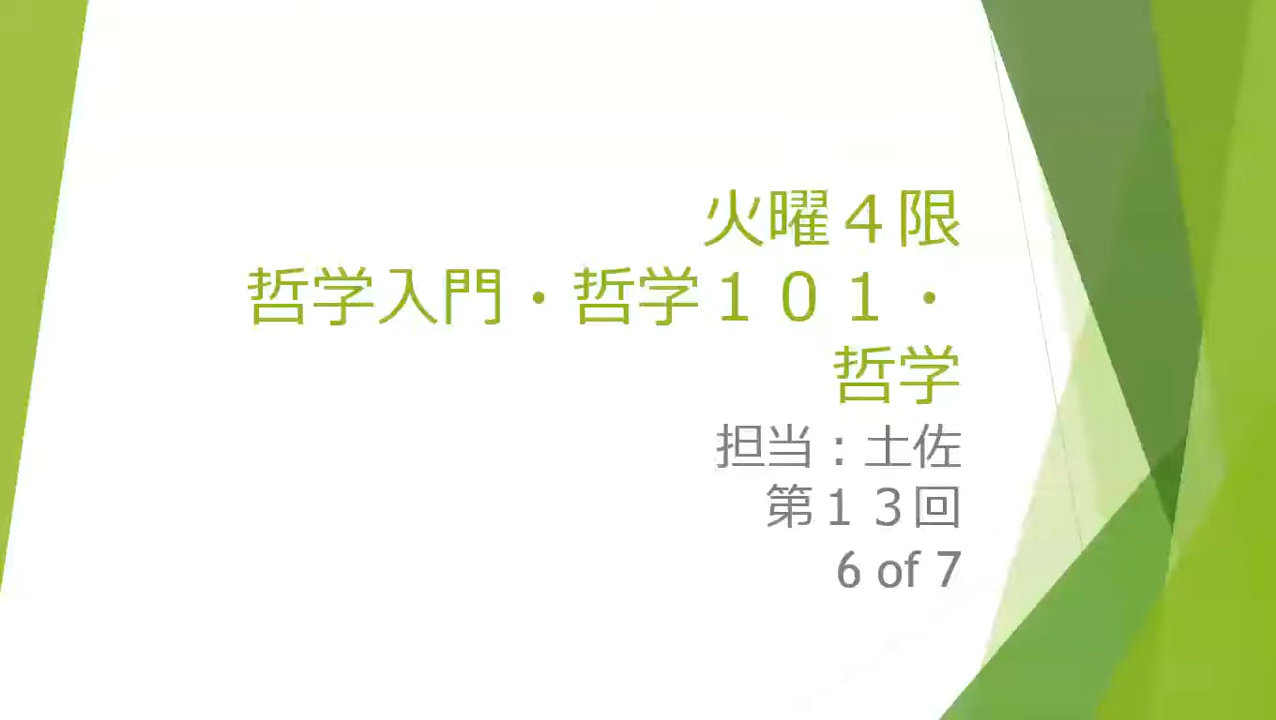 火曜４限
哲学入門・哲学１０１・
哲学
担当：土佐
第１３回
6 of 7